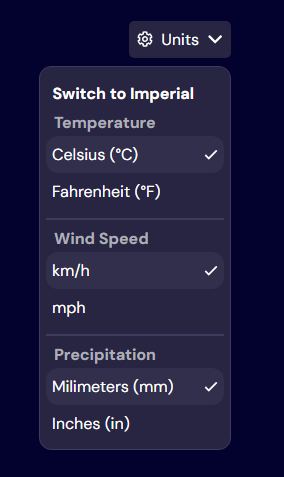 Units
Switch to Imperial
Temperature
Celsius (°C)
Fahrenheit (°F)
Wind Speed
km/h
mph
Precipitation
Milimeters (mm)
Inches (in)